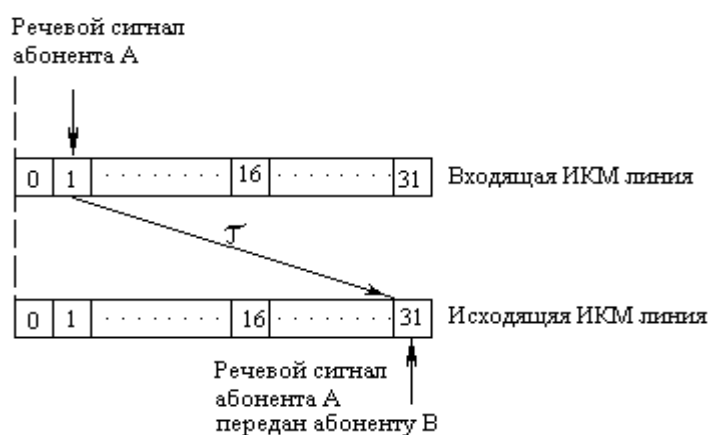 Речевой сигнал
абонента А
0 1 16 31 Входящая ИКМ линия
T
0 1 16 31 Исходящяя ИКМ линия
Речевой сигнал
абонента А
передан абоненту В